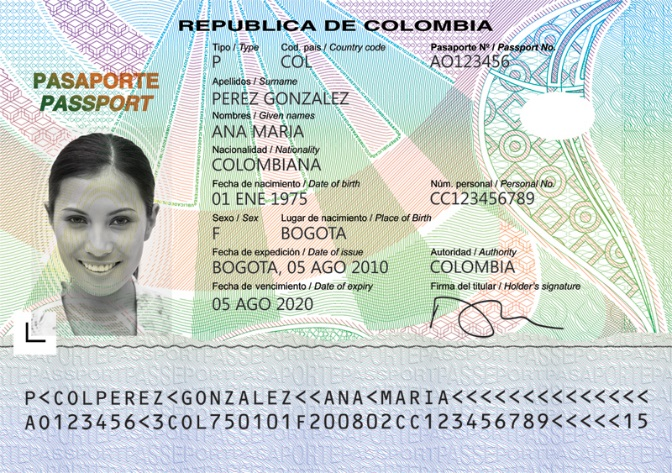 REPUBLICA DE COLOMBIA
PASAPORTE
PASSPORT
Tipo / Type Cod. país / Country code Pasaporte Nº / Passport No.
P COL AO123456
Apellidos / Surname
PEREZ GONZALEZ
Nombres / Given names
ANA MARIA
Nacionalidad / Nationality
COLOMBIANA
Fecha de nacimiento / Date of birth Núm. personal / Personal No.
01 ENE 1975 CC123456789
Sexo / Sex Lugar de nacimiento / Place of Birth
F BOGOTA
Fecha de expedición / Date of issue Autoridad / Authority
BOGOTA, 05 AGO 2010 COLOMBIA
Fecha de vencimiento / Date of expiry Firma del titular / Holder's signature
05 AGO 2020
P<COLPEREZ<GONZALEZ<<ANA<MARIA<<<<<<<<<<<<<<
AO123456<3COL750101F200802CC123456789<<<<<15